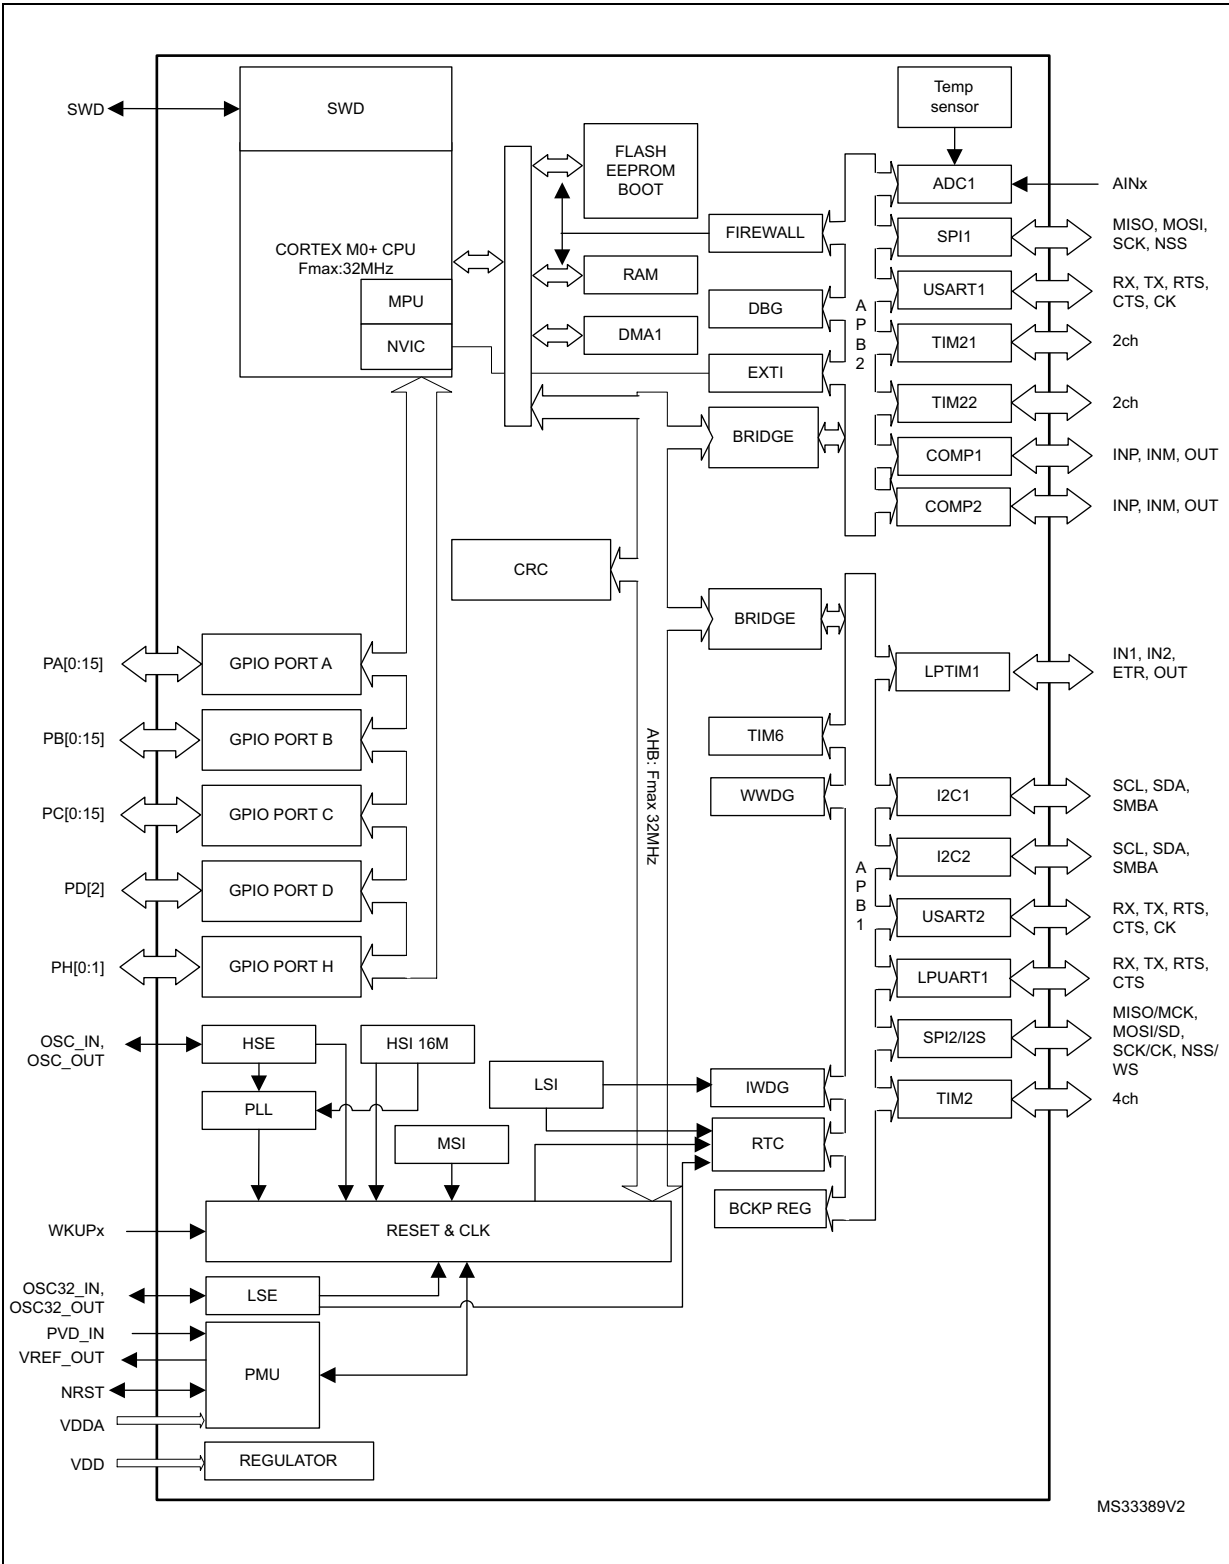 SWD
SWD
Temp
sensor
FLASH
EEPROM
BOOT
ADC1
AINx
CORTEX M0+ CPU
Fmax:32MHz
FIREWALL
SPI1
MISO, MOSI,
SCK, NSS
RAM
MPU
DBG
USART1
RX, TX, RTS,
CTS, CK
NVIC
DMA1
A
P
B
2
TIM21
2ch
EXTI
TIM22
2ch
BRIDGE
COMP1
INP, INM, OUT
COMP2
INP, INM, OUT
CRC
BRIDGE
PA[0:15]
GPIO PORT A
LPTIM1
IN1, IN2,
ETR, OUT
PB[0:15]
GPIO PORT B
AHB: Fmax 32MHz
TIM6
PC[0:15]
GPIO PORT C
WWDG
I2C1
SCL, SDA,
SMBA
I2C2
SCL, SDA,
SMBA
PD[2]
GPIO PORT D
A
P
B
1
USART2
RX, TX, RTS,
CTS, CK
PH[0:1]
GPIO PORT H
LPUART1
RX, TX, RTS,
CTS
OSC_IN,
OSC_OUT
HSE
HSI 16M
SPI2/I2S
MISO/MCK,
MOSI/SD,
SCK/CK, NSS/
WS
LSI
IWDG
PLL
TIM2
4ch
MSI
RTC
BCKP REG
WKUPx
RESET & CLK
OSC32_IN,
OSC32_OUT
LSE
PVD_IN
VREF_OUT
PMU
NRST
VDDA
VDD
REGULATOR
MS33389V2